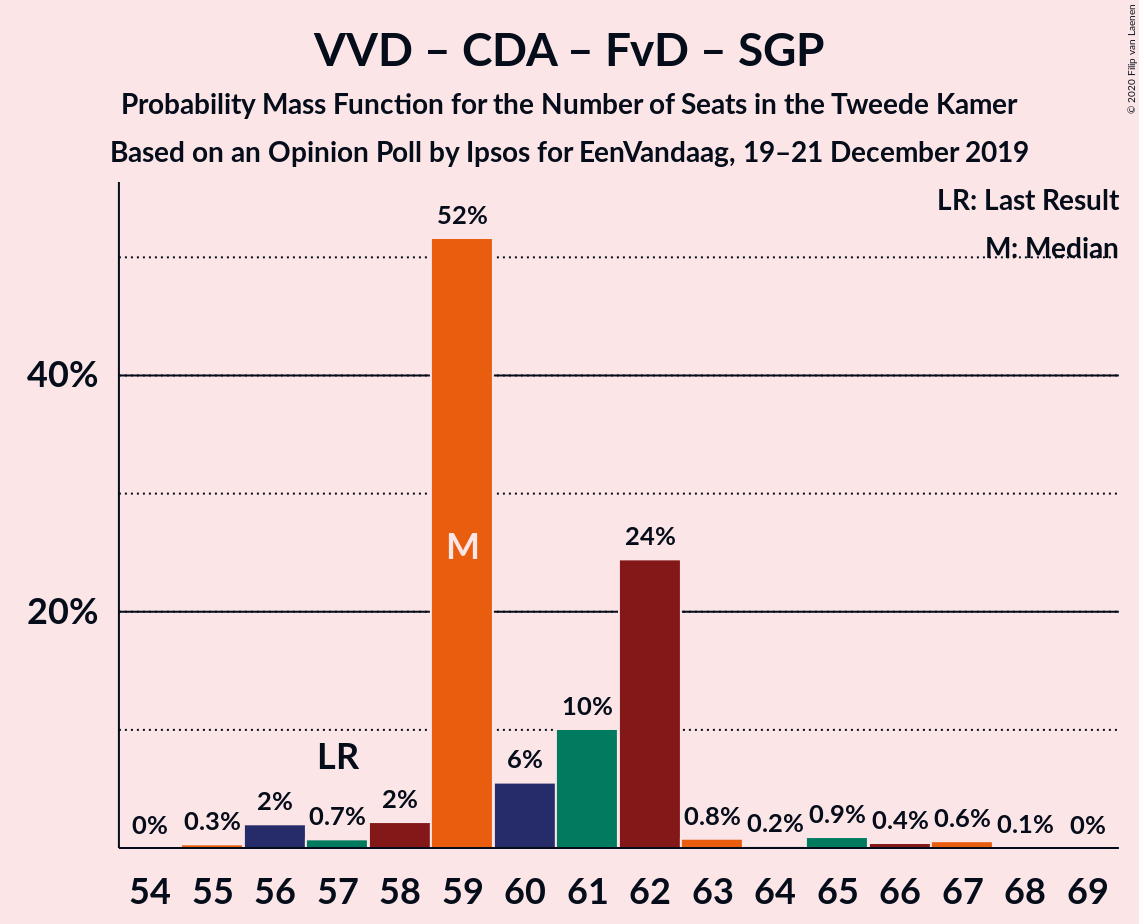 VVD – CDA – FvD – SGP
Probability Mass Function for the Number of Seats in the Tweede Kamer
Based on an Opinion Poll by Ipsos for EenVandaag, 19–21 December 2019
© 2020 Filip van Laenen
LR: Last Result
M: Median
52%
40%
M
24%
20%
10%
LR
6%
0%
0.3%
2%
0.7%
2%
0.8%
0.2%
0.9%
0.4%
0.6%
0.1%
0%
54 55 56 57 58 59 60 61 62 63 64 65 66 67 68 69